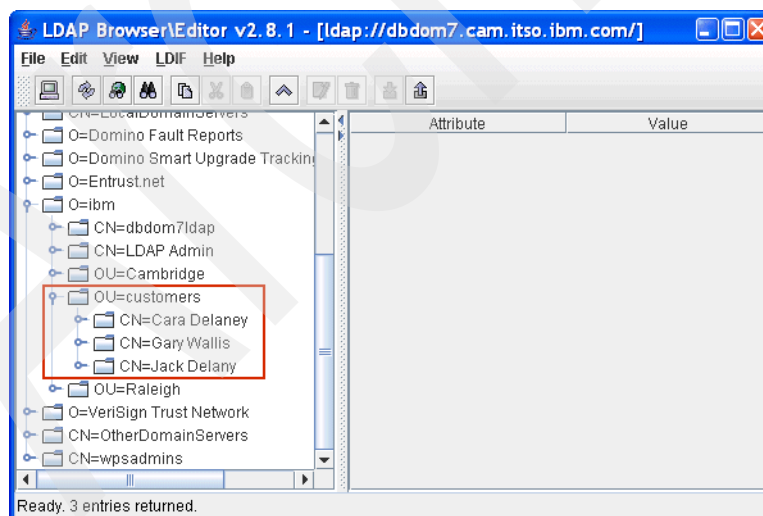 LDAP Browser\Editor v2.8.1 - [ldap://dbdom7.cam.itso.ibm.com/]
File Edit View LDIF Help
Attribute Value
CN=LocalDomainServers
O=Domino Fault Reports
O=Domino Smart Upgrade Tracking
O=Entrust.net
O=ibm
CN=dbdom7ldap
CN=LDAP Admin
OU=Cambridge
OU=customers
CN=Cara Delaney
CN=Gary Wallis
CN=Jack Delany
OU=Raleigh
O=VeriSign Trust Network
CN=OtherDomainServers
CN=wpsadmins
Ready. 3 entries returned.